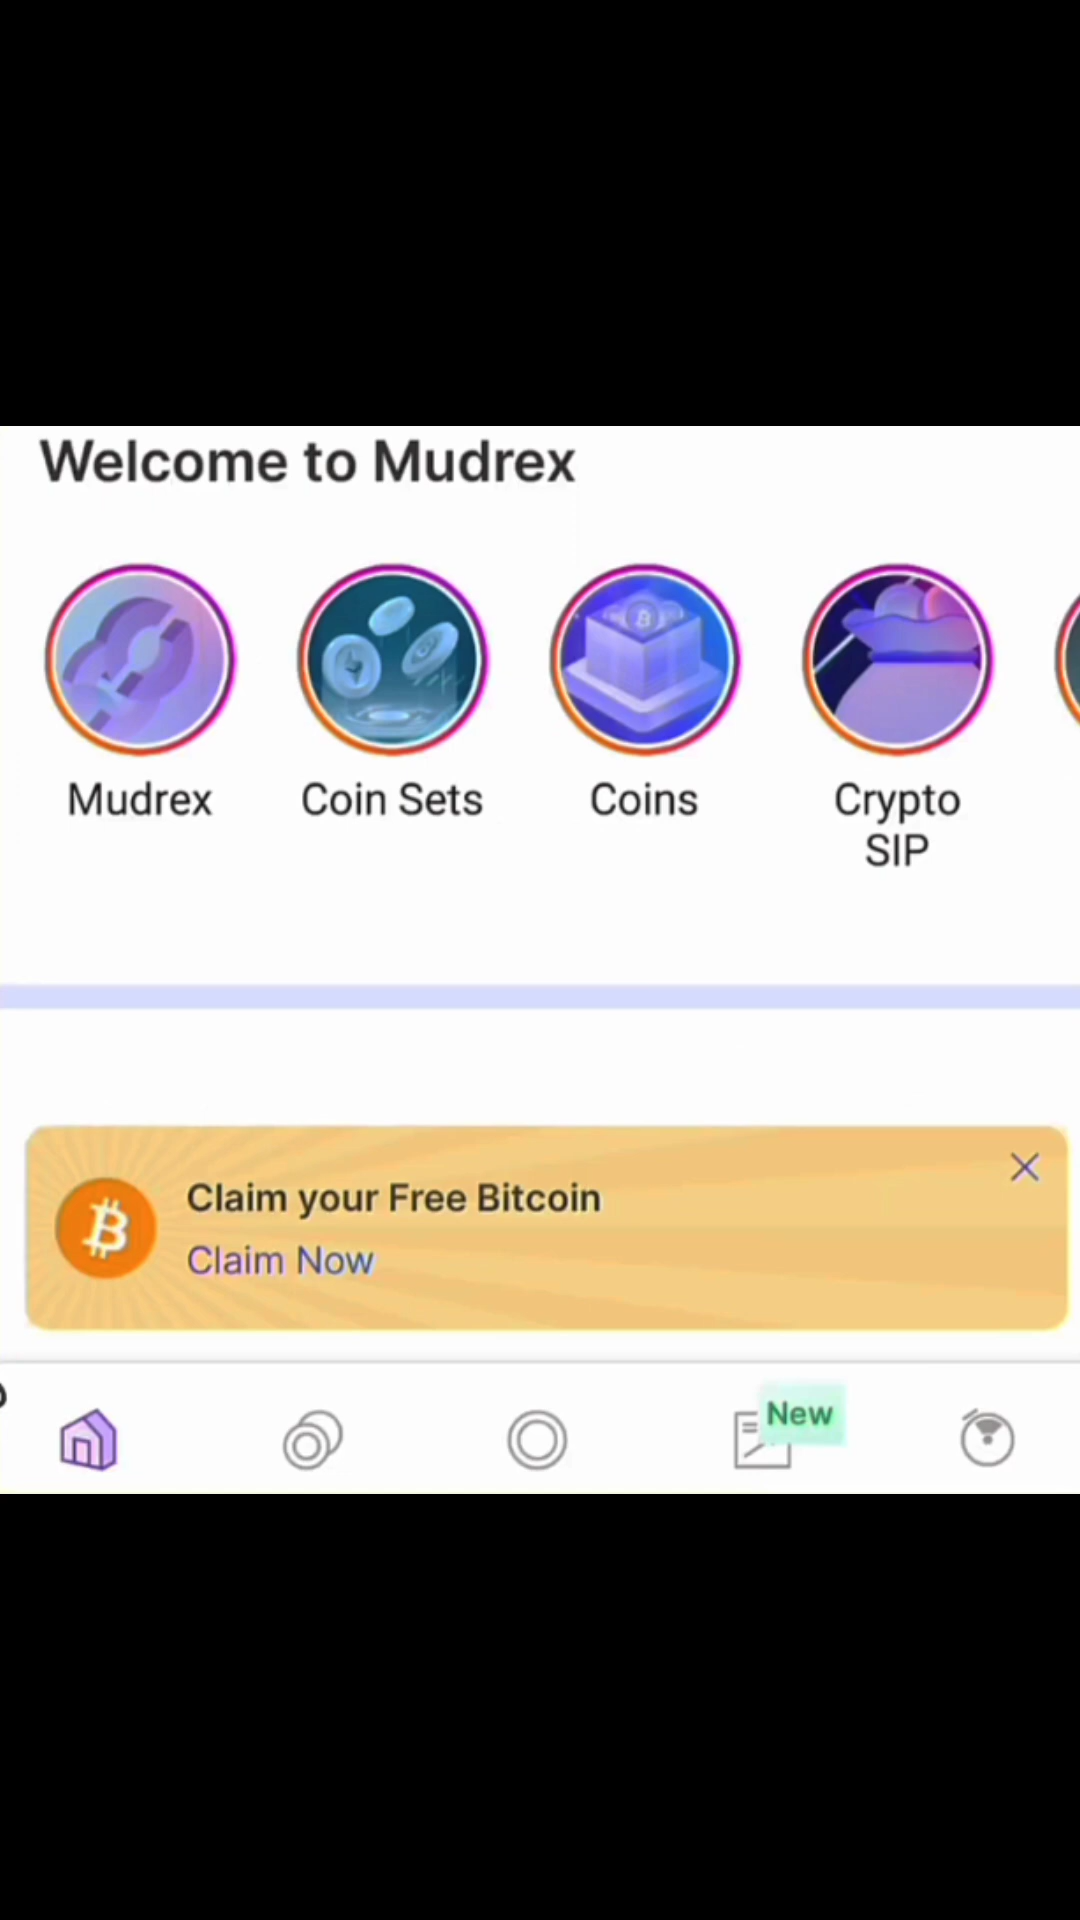 Welcome to Mudrex
Mudrex
Coin Sets
Coins
Crypto
SIP
Claim your Free Bitcoin
Claim Now
New